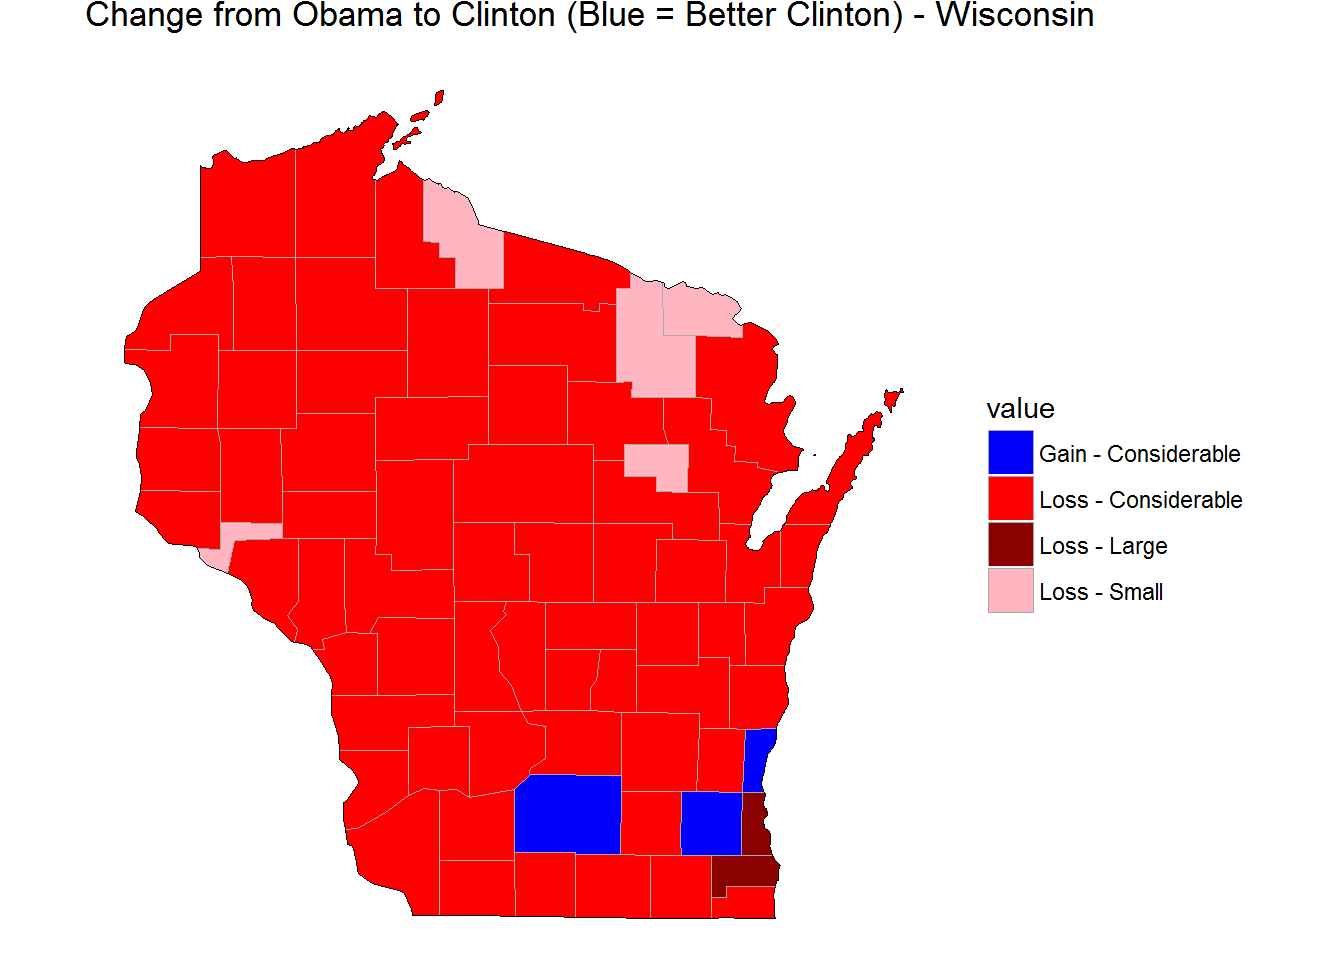 Change from Obama to Clinton (Blue = Better Clinton) - Wisconsin
value
Gain - Considerable
Loss - Considerable
Loss - Large
Loss - Small